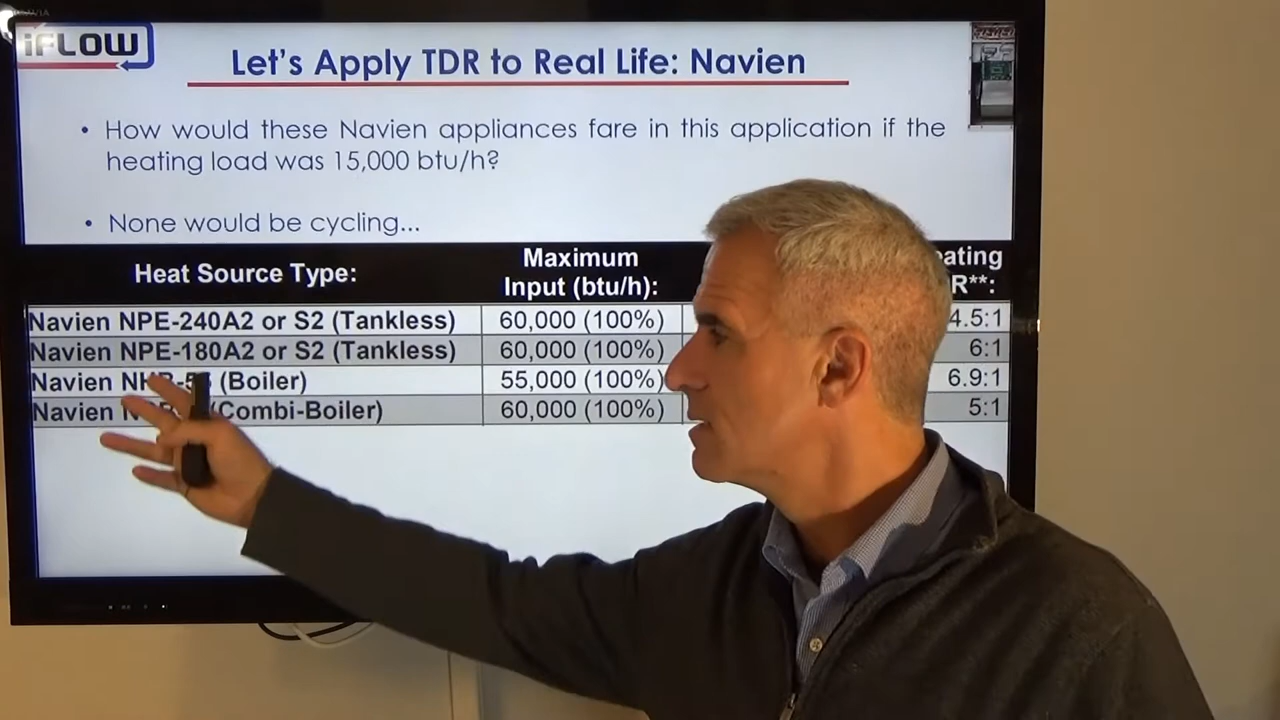 iFLOW
Let's Apply TDR to Real Life: Navien
• How would these Navien appliances fare in this application if the
heating load was 15,000 btu/h?
• None would be cycling...
Heat Source Type:
Maximum
Input (btu/h):
eating
R**:
Navien NPE-240A2 or S2 (Tankless) 60,000 (100%) 4.5:1
Navien NPE-180A2 or S2 (Tankless) 60,000 (100%) 6:1
Navien (Boiler) 55,000 (100%) 6.9:1
Navien (Combi-Boiler) 60,000 (100%) 5:1